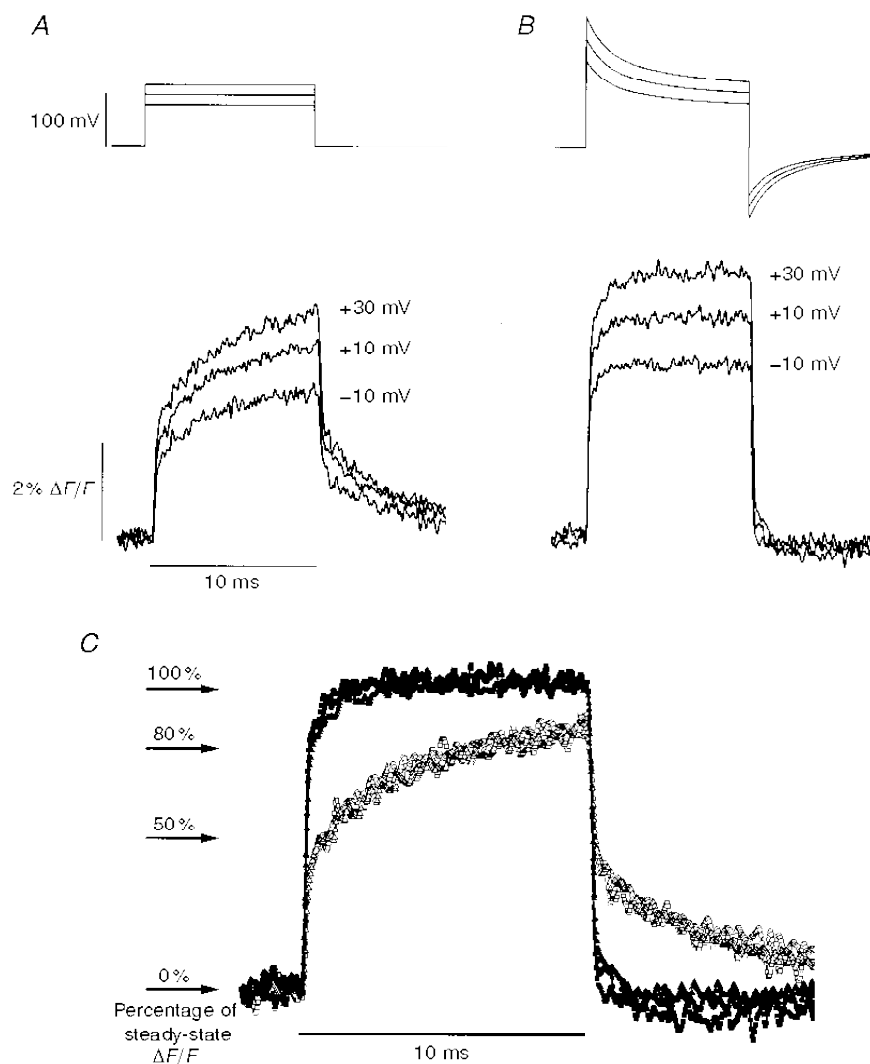 A
B
100 mV
+30 mV
+10 mV
−10 mV
+30 mV
+10 mV
−10 mV
2% ΔF/F
10 ms
C
100%
80%
50%
0%
Percentage of
steady-state
ΔF/F
10 ms